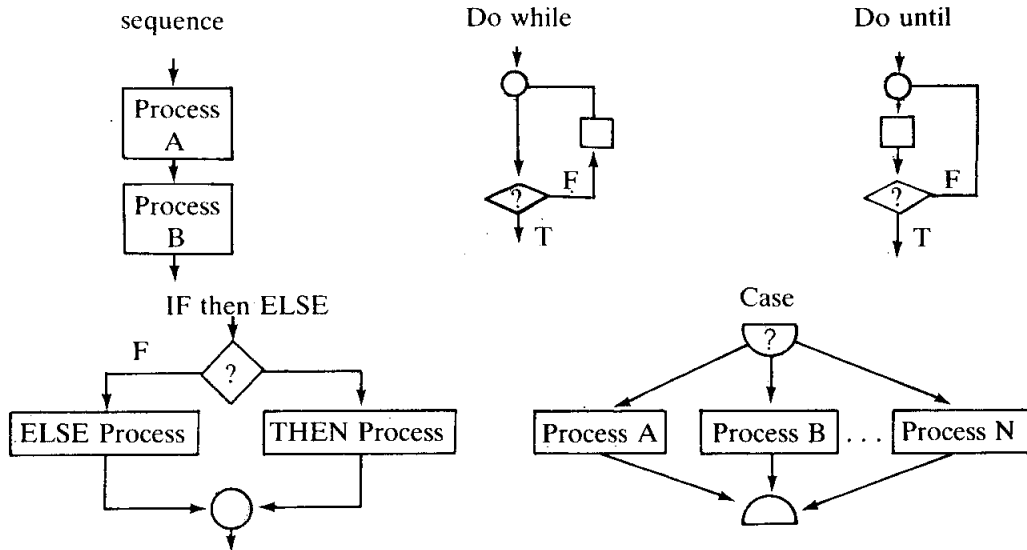 sequence
Do while
Do until
Process
A
Process
B
?
F
T
?
F
T
IF then ELSE
F
?
ELSE Process
THEN Process
Case
?
Process A
Process B
. . .
Process N